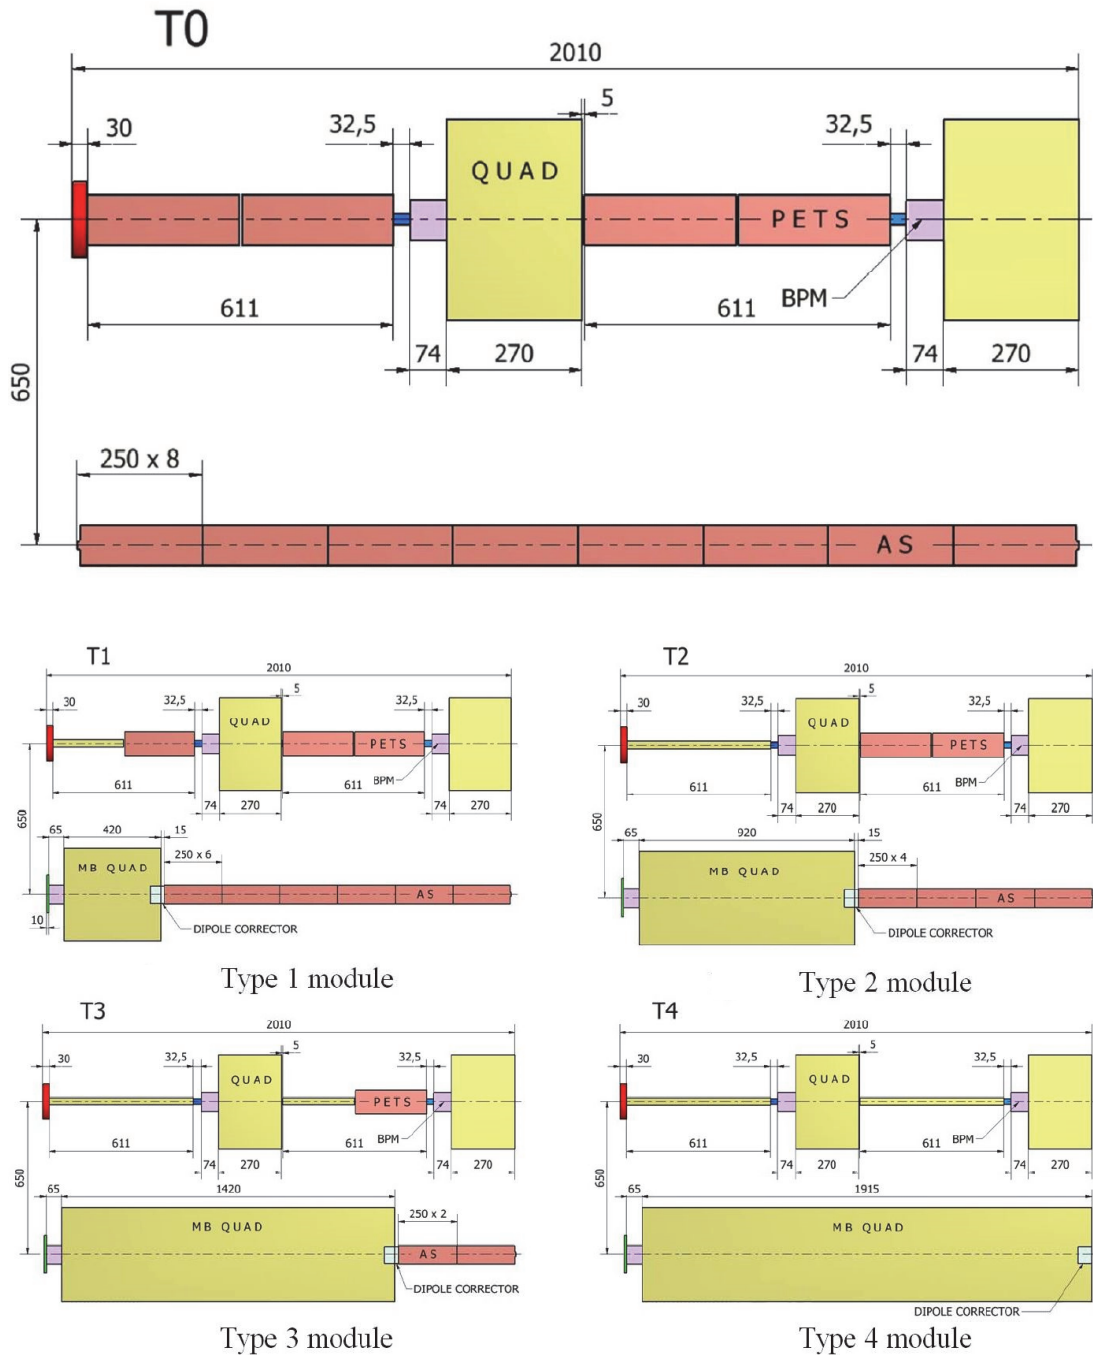 T0
2010
5
30
32,5
32,5
QUAD
PETS
BPM
611
611
74
270
74
270
650
250 x 8
AS
T1
2010
5
30
32,5
32,5
QUAD
PETS
BPM
611
611
74
270
74
270
650
65
420
15
250 x 6
MB QUAD
AS
10
DIPOLE CORRECTOR
Type 1 module
T2
2010
5
30
32,5
32,5
QUAD
PETS
BPM
611
611
74
270
74
270
650
65
920
15
250 x 4
MB QUAD
AS
DIPOLE CORRECTOR
Type 2 module
T3
2010
5
30
32,5
32,5
QUAD
PETS
BPM
611
611
74
270
74
270
650
65
1420
250 x 2
MB QUAD
AS
DIPOLE CORRECTOR
Type 3 module
T4
2010
5
30
32,5
32,5
QUAD
BPM
611
611
74
270
74
270
650
65
1915
MB QUAD
DIPOLE CORRECTOR
Type 4 module